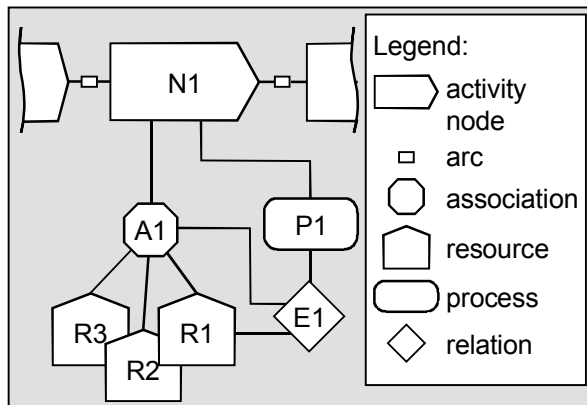 N1
A1
P1
E1
R3
R2
R1
Legend:
activity
node
arc
association
resource
process
relation